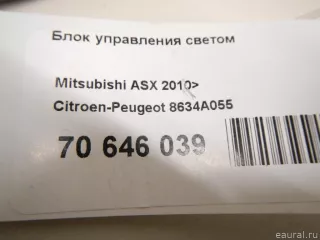 Блок управления светом
Mitsubishi ASX 2010>
Citroen-Peugeot 8634A055
70 646 039
eaural.ru